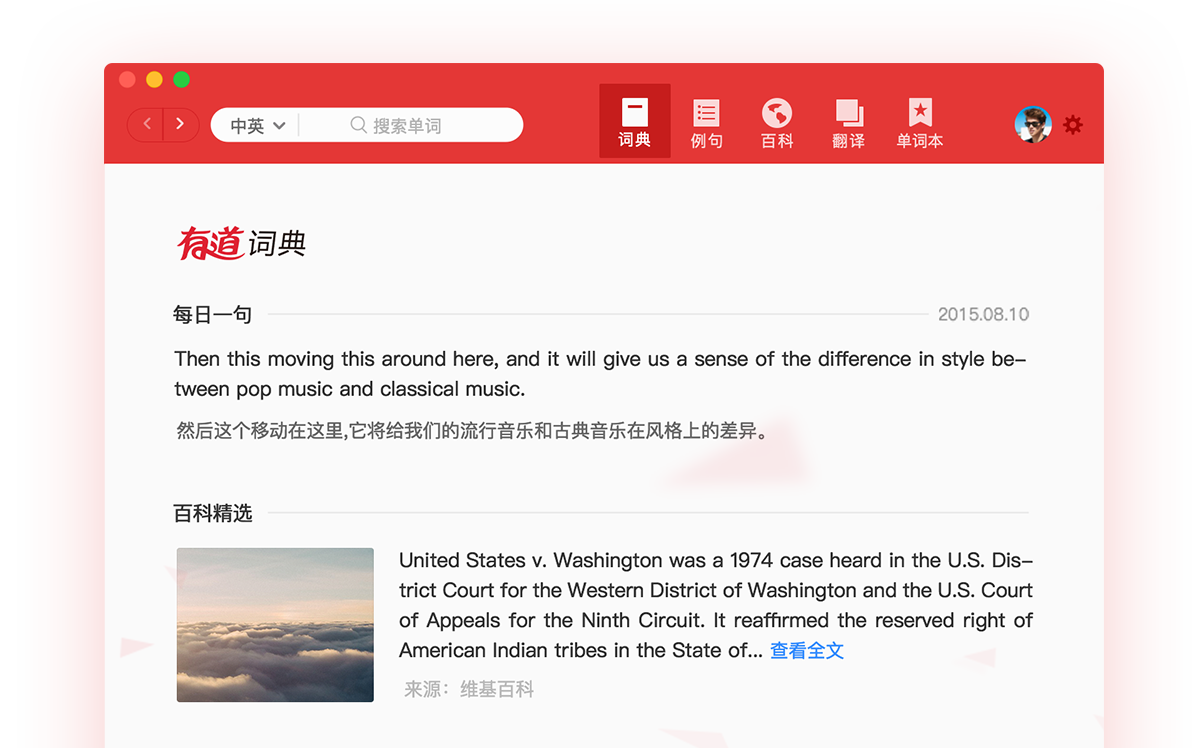 中英
搜索单词
词典
例句
百科
翻译
单词本
有道词典
每日一句
2015.08.10
Then this moving this around here, and it will give us a sense of the difference in style be–
tween pop music and classical music.
然后这个移动在这里,它将给我们的流行音乐和古典音乐在风格上的差异。
百科精选
United States v. Washington was a 1974 case heard in the U.S. Dis–
trict Court for the Western District of Washington and the U.S. Court
of Appeals for the Ninth Circuit. It reaffirmed the reserved right of
American Indian tribes in the State of... 查看全文
来源：维基百科